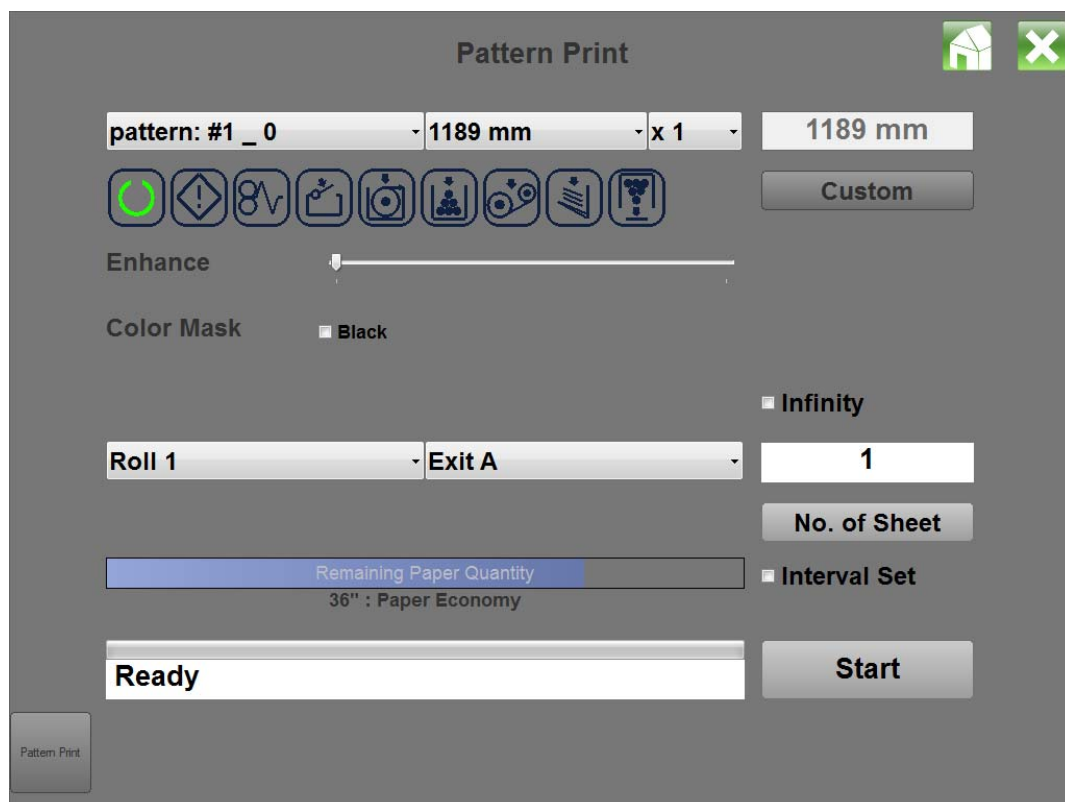 Pattern Print
pattern: #1 _ 0 1189 mm x 1 1189 mm
Custom
Enhance
Color Mask Black
Infinity
Roll 1 Exit A 1
No. of Sheet
Remaining Paper Quantity Interval Set
36" : Paper Economy
Ready Start
Pattern Print